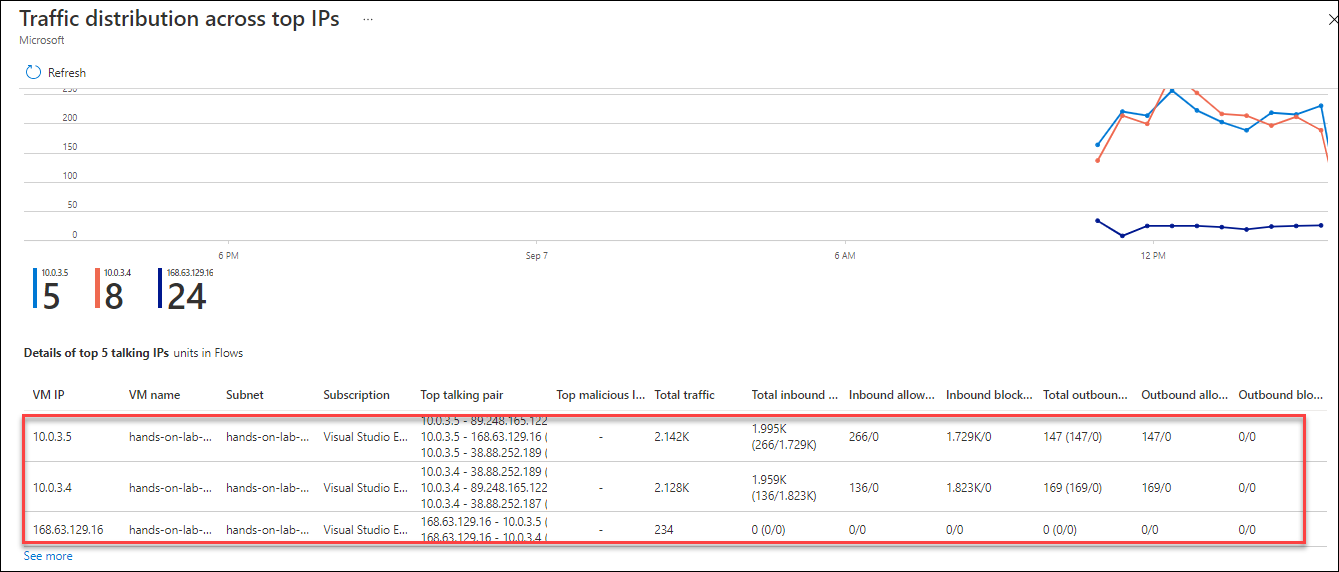 Traffic distribution across top IPs ...
Microsoft
Refresh
250
200
150
100
50
0
6 PM Sep 7 6 AM 12 PM
10.0.3.5 10.0.3.4 168.63.129.16
5 8 24
Details of top 5 talking IPs units in Flows
VM IP VM name Subnet Subscription Top talking pair Top malicious I... Total traffic Total inbound ... Inbound allow... Inbound block... Total outboun... Outbound allo... Outbound blo...
10.0.3.5 - 89.248.165.122
10.0.3.5 hands-on-lab-... hands-on-lab-... Visual Studio E... 10.0.3.5 - 168.63.129.16 ( - 2.142K 1.995K 266/0 1.729K/0 147 (147/0) 147/0 0/0
10.0.3.5 - 38.88.252.189 ( (266/1.729K)
10.0.3.4 - 38.88.252.189 (
10.0.3.4 hands-on-lab-... hands-on-lab-... Visual Studio E... 10.0.3.4 - 89.248.165.122 - 2.128K 1.959K 136/0 1.823K/0 169 (169/0) 169/0 0/0
10.0.3.4 - 38.88.252.187 ( (136/1.823K)
168.63.129.16 - 10.0.3.5 (
168.63.129.16 hands-on-lab-... hands-on-lab-... Visual Studio E... - 234 0 (0/0) 0/0 0/0 0 (0/0) 0/0 0/0
168.63.129.16 - 10.0.3.4 (
See more